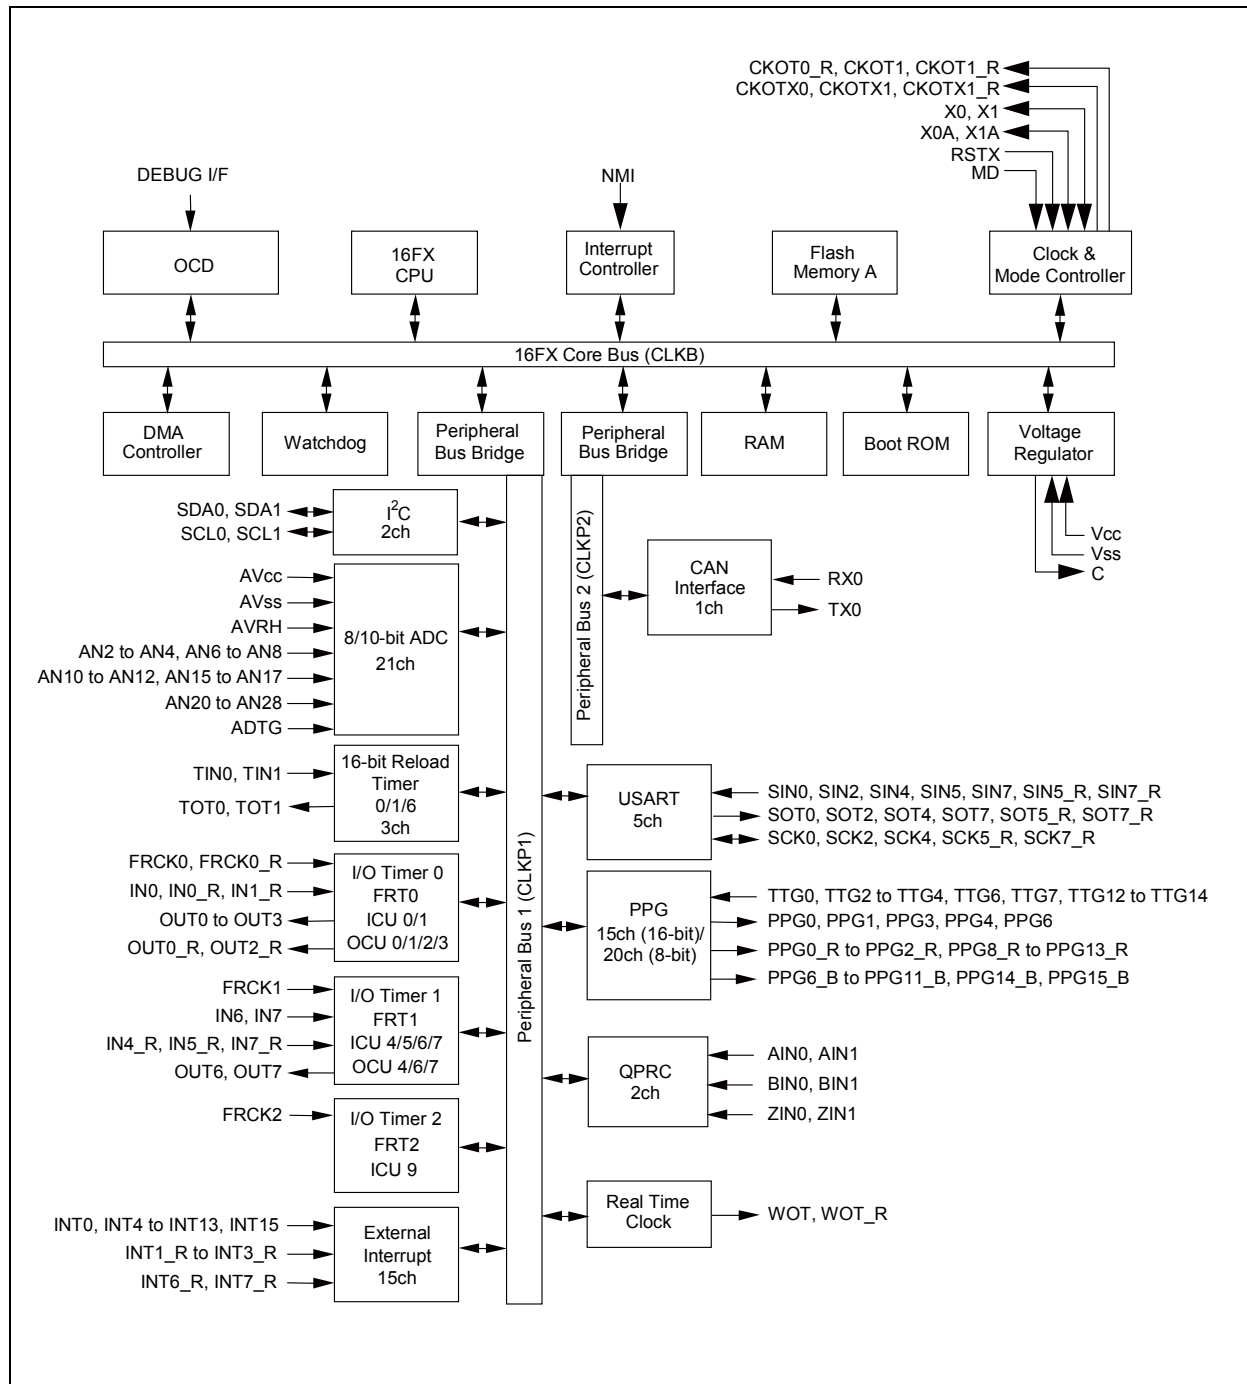 CKOT0_R, CKOT1, CKOT1_R
CKOTX0, CKOTX1, CKOTX1_R
X0, X1
X0A, X1A
RSTX
MD
DEBUG I/F
NMI
OCD
16FX
CPU
Interrupt
Controller
Flash
Memory A
Clock &
Mode Controller
16FX Core Bus (CLKB)
DMA
Controller
Watchdog
Peripheral
Bus Bridge
Peripheral
Bus Bridge
RAM
Boot ROM
Voltage
Regulator
Vcc
Vss
C
SDA0, SDA1
SCL0, SCL1
I²C
2ch
AVcc
AVss
AVRH
AN2 to AN4, AN6 to AN8
AN10 to AN12, AN15 to AN17
AN20 to AN28
ADTG
8/10-bit ADC
21ch
TIN0, TIN1
TOT0, TOT1
16-bit Reload
Timer
0/1/6
3ch
FRCK0, FRCK0_R
IN0, IN0_R, IN1_R
OUT0 to OUT3
OUT0_R, OUT2_R
I/O Timer 0
FRT0
ICU 0/1
OCU 0/1/2/3
FRCK1
IN6, IN7
IN4_R, IN5_R, IN7_R
OUT6, OUT7
I/O Timer 1
FRT1
ICU 4/5/6/7
OCU 4/6/7
FRCK2
I/O Timer 2
FRT2
ICU 9
INT0, INT4 to INT13, INT15
INT1_R to INT3_R
INT6_R, INT7_R
External
Interrupt
15ch
Peripheral Bus 1 (CLKP1)
Peripheral Bus 2 (CLKP2)
CAN
Interface
1ch
RX0
TX0
USART
5ch
SIN0, SIN2, SIN4, SIN5, SIN7, SIN5_R, SIN7_R
SOT0, SOT2, SOT4, SOT7, SOT5_R, SOT7_R
SCK0, SCK2, SCK4, SCK5_R, SCK7_R
PPG
15ch (16-bit)/
20ch (8-bit)
TTG0, TTG2 to TTG4, TTG6, TTG7, TTG12 to TTG14
PPG0, PPG1, PPG3, PPG4, PPG6
PPG0_R to PPG2_R, PPG8_R to PPG13_R
PPG6_B to PPG11_B, PPG14_B, PPG15_B
QPRC
2ch
AIN0, AIN1
BIN0, BIN1
ZIN0, ZIN1
Real Time
Clock
WOT, WOT_R